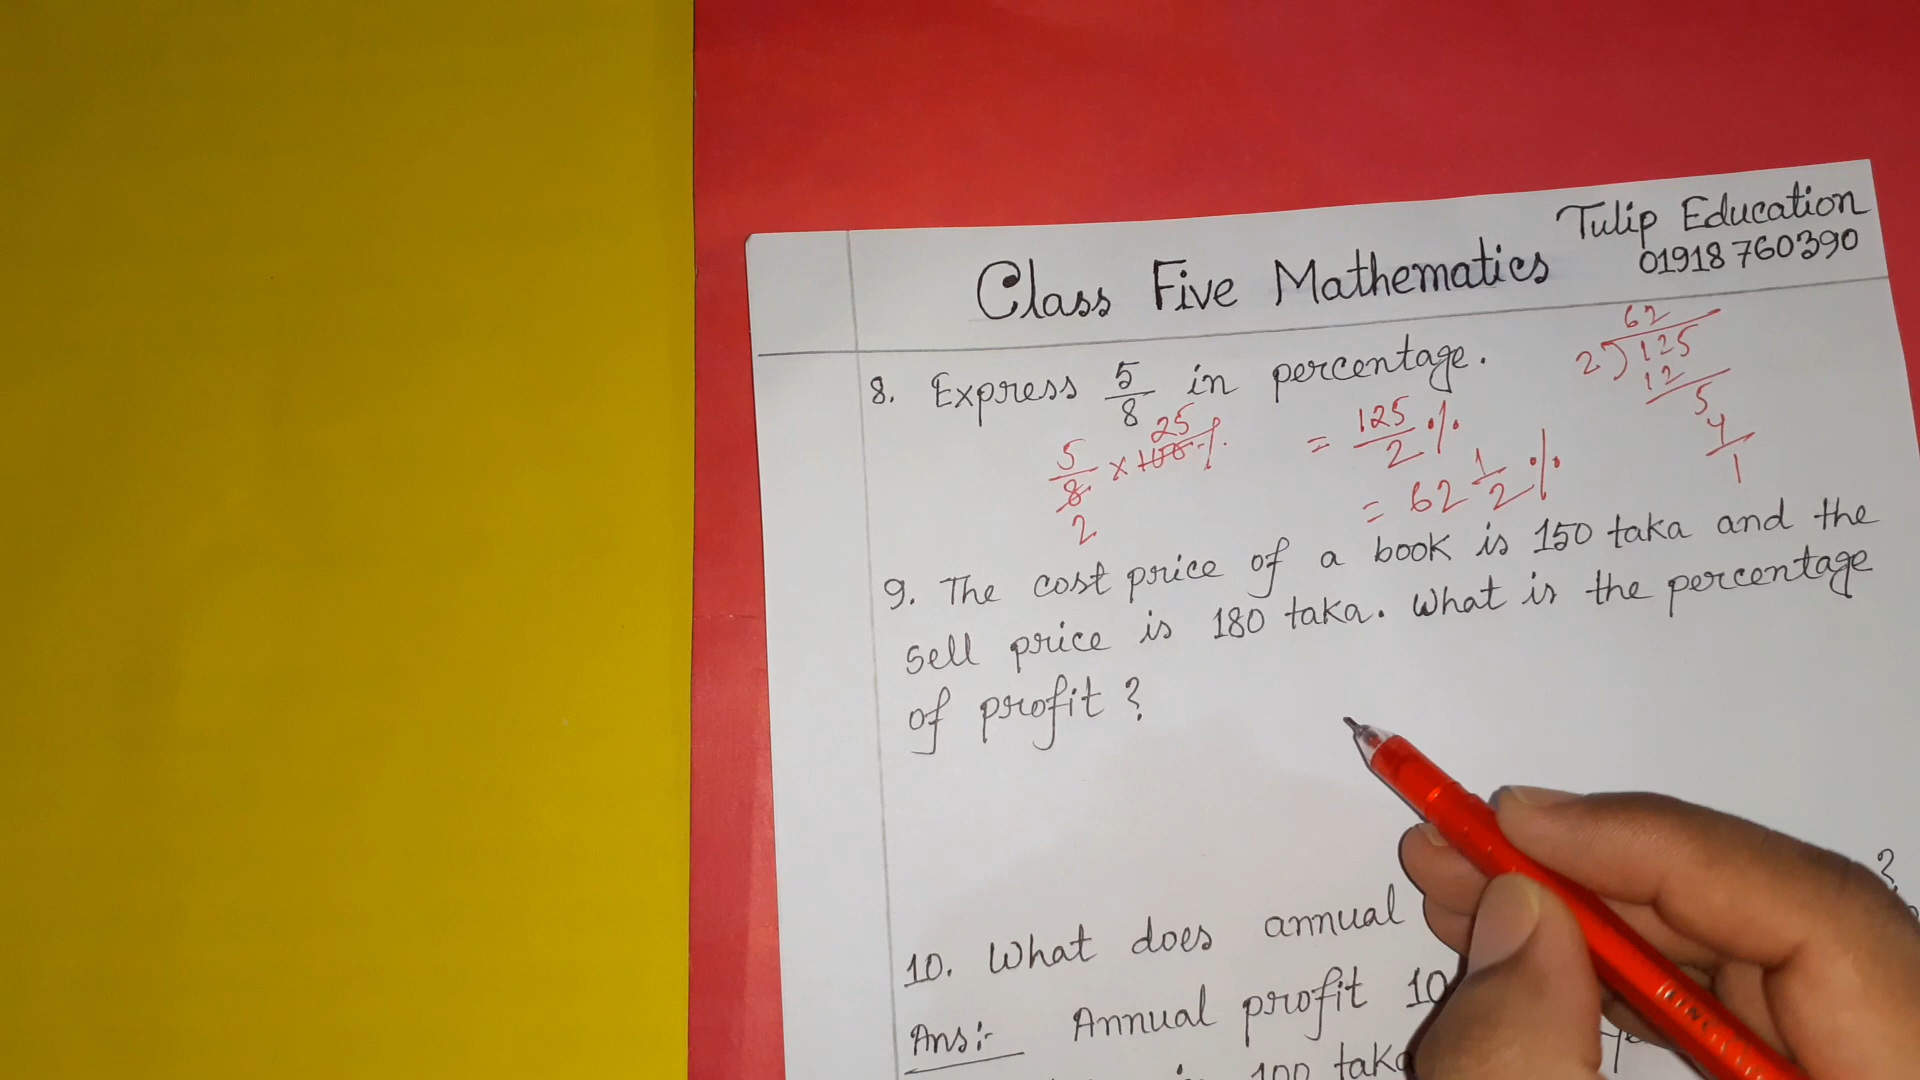 Tulip Education
01918 760390
Class Five Mathematics
8. Express 5/8 in percentage.
5/8 × 100% = 125/2 %
25
2
= 62 1/2 %
62
2)125
12
5
4
1
9. The cost price of a book is 150 taka and the
sell price is 180 taka. What is the percentage
of profit?
10. What does annual ?
Ans:- Annual profit 10
100 taka